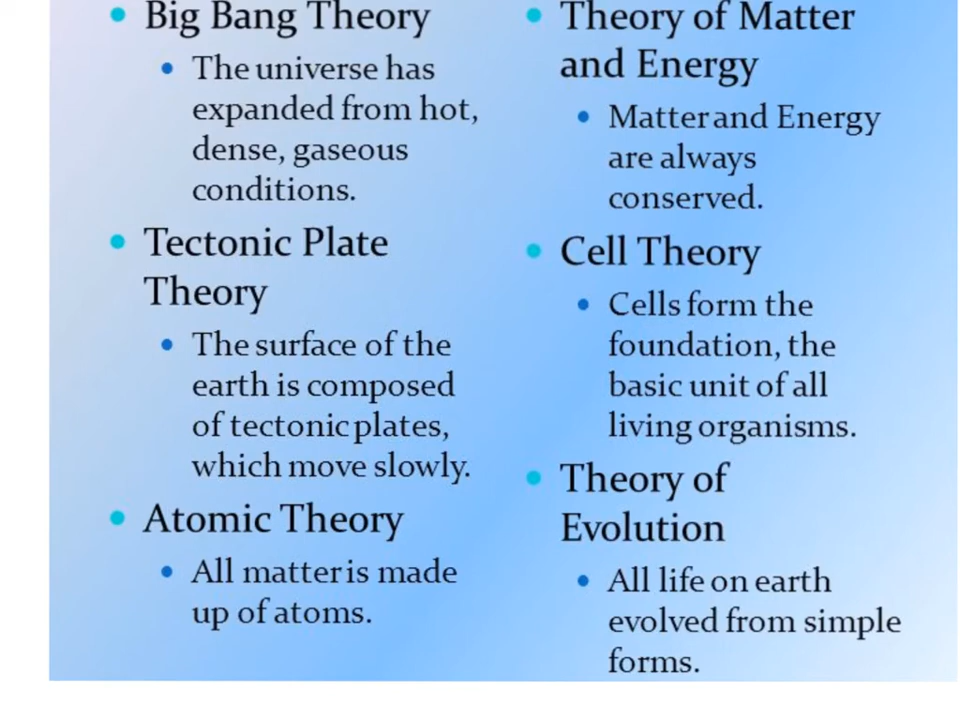 Big Bang Theory
The universe has
expanded from hot,
dense, gaseous
conditions.
Tectonic Plate
Theory
The surface of the
earth is composed
of tectonic plates,
which move slowly.
Atomic Theory
All matter is made
up of atoms.
Theory of Matter
and Energy
Matter and Energy
are always
conserved.
Cell Theory
Cells form the
foundation, the
basic unit of all
living organisms.
Theory of
Evolution
All life on earth
evolved from simple
forms.